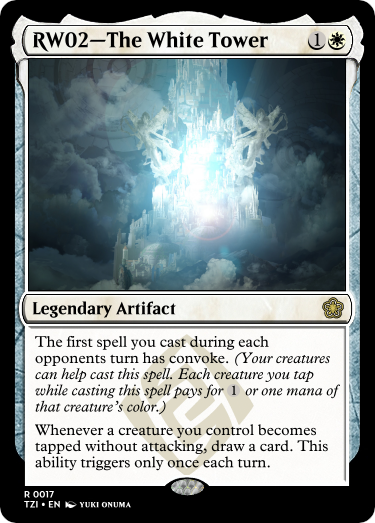 RW02–The White Tower 1
Legendary Artifact
The first spell you cast during each
opponents turn has convoke. (Your creatures
can help cast this spell. Each creature you tap
while casting this spell pays for 1 or one mana of
that creature's color.)
Whenever a creature you control becomes
tapped without attacking, draw a card. This
ability triggers only once each turn.
R 0017
TZI • EN YUKI ONUMA